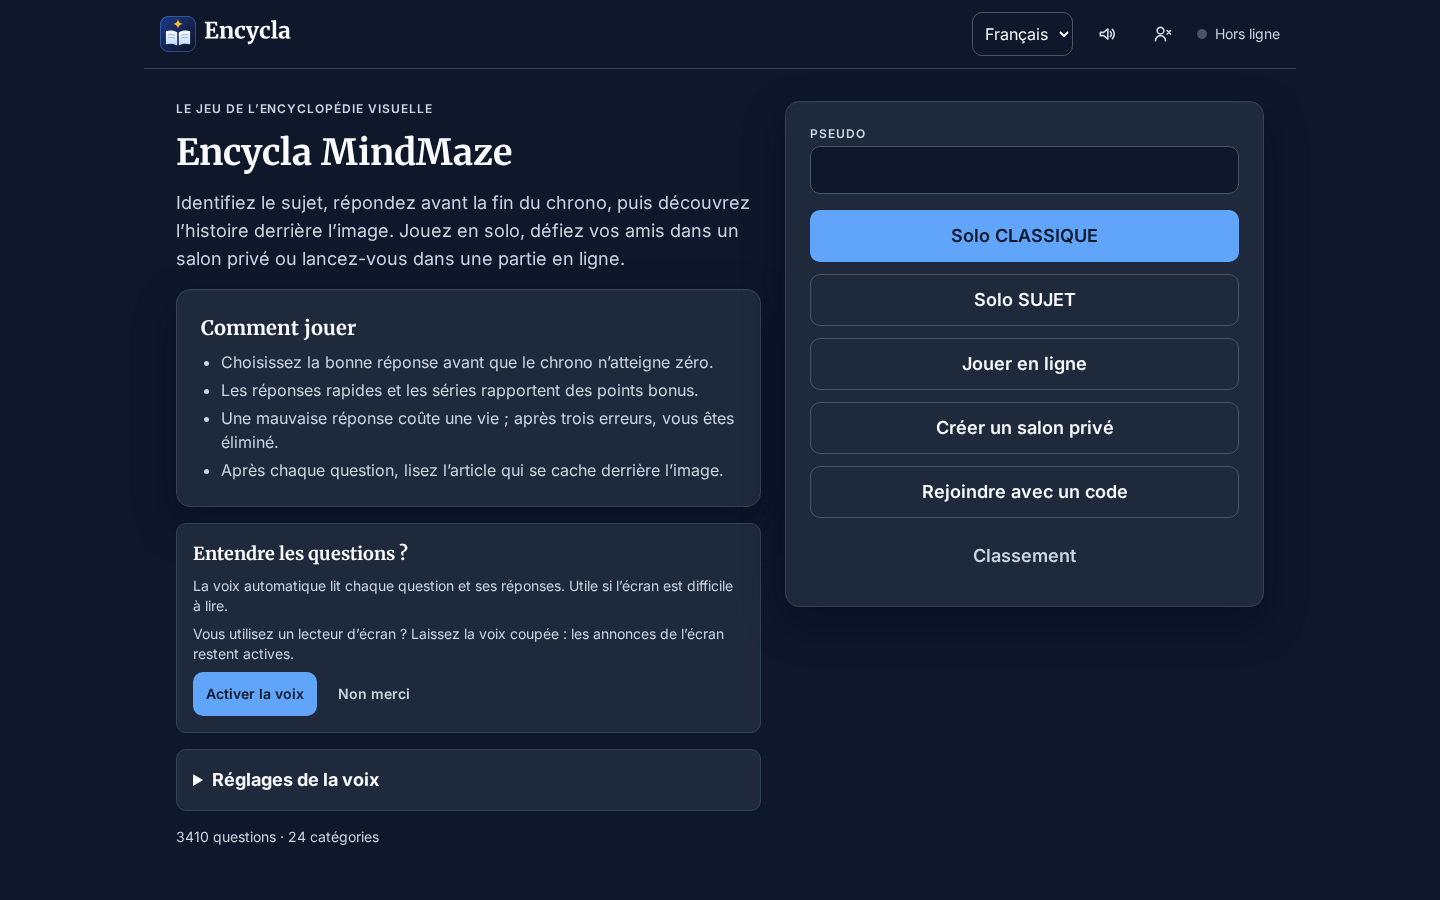 Encycla
Français
Hors ligne
LE JEU DE L’ENCYCLOPÉDIE VISUELLE
Encycla MindMaze
Identifiez le sujet, répondez avant la fin du chrono, puis découvrez
l’histoire derrière l’image. Jouez en solo, défiez vos amis dans un
salon privé ou lancez-vous dans une partie en ligne.
Comment jouer
• Choisissez la bonne réponse avant que le chrono n’atteigne zéro.
• Les réponses rapides et les séries rapportent des points bonus.
• Une mauvaise réponse coûte une vie ; après trois erreurs, vous êtes
éliminé.
• Après chaque question, lisez l’article qui se cache derrière l’image.
Entendre les questions ?
La voix automatique lit chaque question et ses réponses. Utile si l’écran est difficile
à lire.
Vous utilisez un lecteur d’écran ? Laissez la voix coupée : les annonces de l’écran
restent actives.
Activer la voix
Non merci
Réglages de la voix
3410 questions · 24 catégories
PSEUDO
Solo CLASSIQUE
Solo SUJET
Jouer en ligne
Créer un salon privé
Rejoindre avec un code
Classement